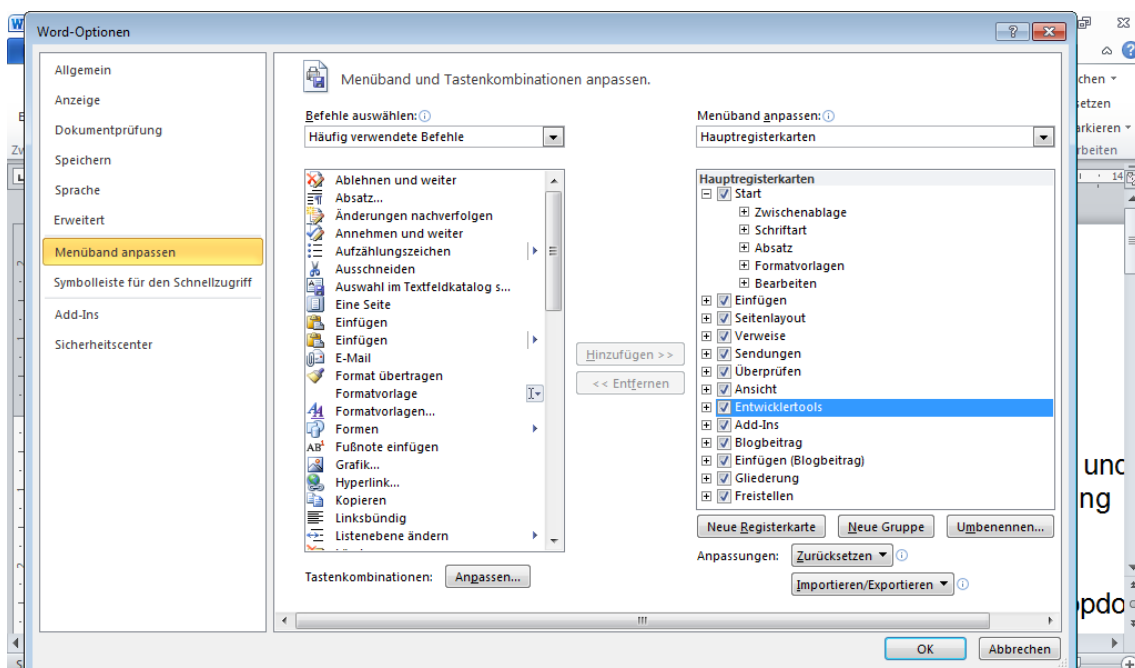 Word-Optionen
Allgemein
Anzeige
Dokumentprüfung
Speichern
Sprache
Erweitert
Menüband anpassen
Symbolleiste für den Schnellzugriff
Add-Ins
Sicherheitscenter
Menüband und Tastenkombinationen anpassen.
Befehle auswählen:
Häufig verwendete Befehle
Ablehnen und weiter
Absatz...
Änderungen nachverfolgen
Annehmen und weiter
Aufzählungszeichen
Ausschneiden
Auswahl im Textfeldkatalog s...
Eine Seite
Einfügen
Einfügen
E-Mail
Format übertragen
Formatvorlage
Formatvorlagen...
Formen
Fußnote einfügen
Grafik...
Hyperlink...
Kopieren
Linksbündig
Listenebene ändern
Tastenkombinationen: Anpassen...
Hinzufügen >>
<< Entfernen
Menüband anpassen:
Hauptregisterkarten
Hauptregisterkarten
Start
Zwischenablage
Schriftart
Absatz
Formatvorlagen
Bearbeiten
Einfügen
Seitenlayout
Verweise
Sendungen
Überprüfen
Ansicht
Entwicklertools
Add-Ins
Blogbeitrag
Einfügen (Blogbeitrag)
Gliederung
Freistellen
Neue Registerkarte Neue Gruppe Umbenennen...
Anpassungen: Zurücksetzen
Importieren/Exportieren
OK Abbrechen
chen
etzen
arkieren
rbeiten
14
und
ng
pdo